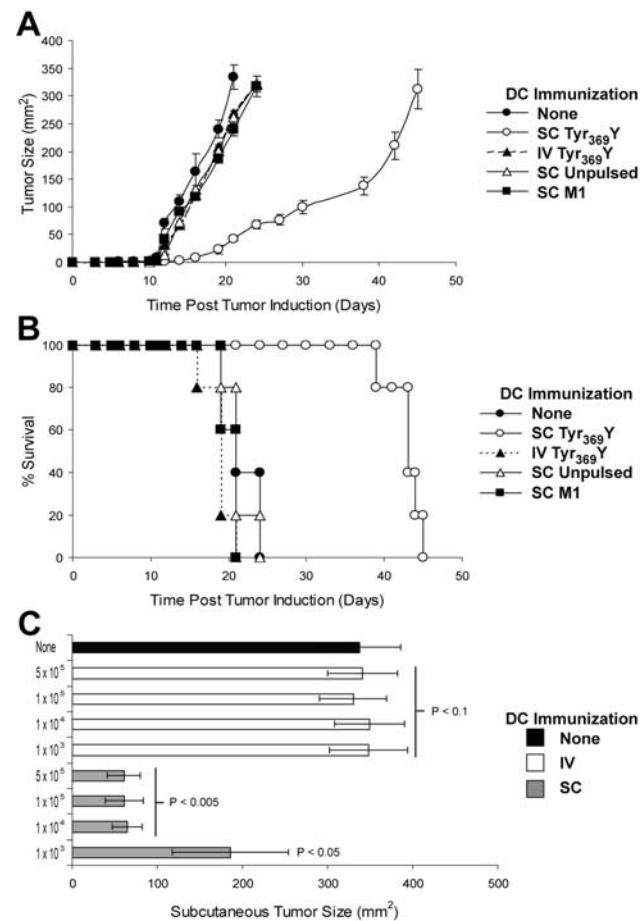 A
Tumor Size (mm²)
400
350
300
250
200
150
100
50
0
0 10 20 30 40 50
Time Post Tumor Induction (Days)
DC Immunization
None
SC Tyr₃₆₉Y
IV Tyr₃₆₉Y
SC Unpulsed
SC M1
B
% Survival
100
80
60
40
20
0
0 10 20 30 40 50
Time Post Tumor Induction (Days)
DC Immunization
None
SC Tyr₃₆₉Y
IV Tyr₃₆₉Y
SC Unpulsed
SC M1
C
None
5 x 10⁻⁵
1 x 10⁻⁵
1 x 10⁻⁴
1 x 10⁻³
5 x 10⁻⁵
1 x 10⁻⁵
1 x 10⁻⁴
1 x 10⁻³
P < 0.1
P < 0.005
P < 0.05
0 100 200 300 400 500
Subcutaneous Tumor Size (mm²)
DC Immunization
None
IV
SC